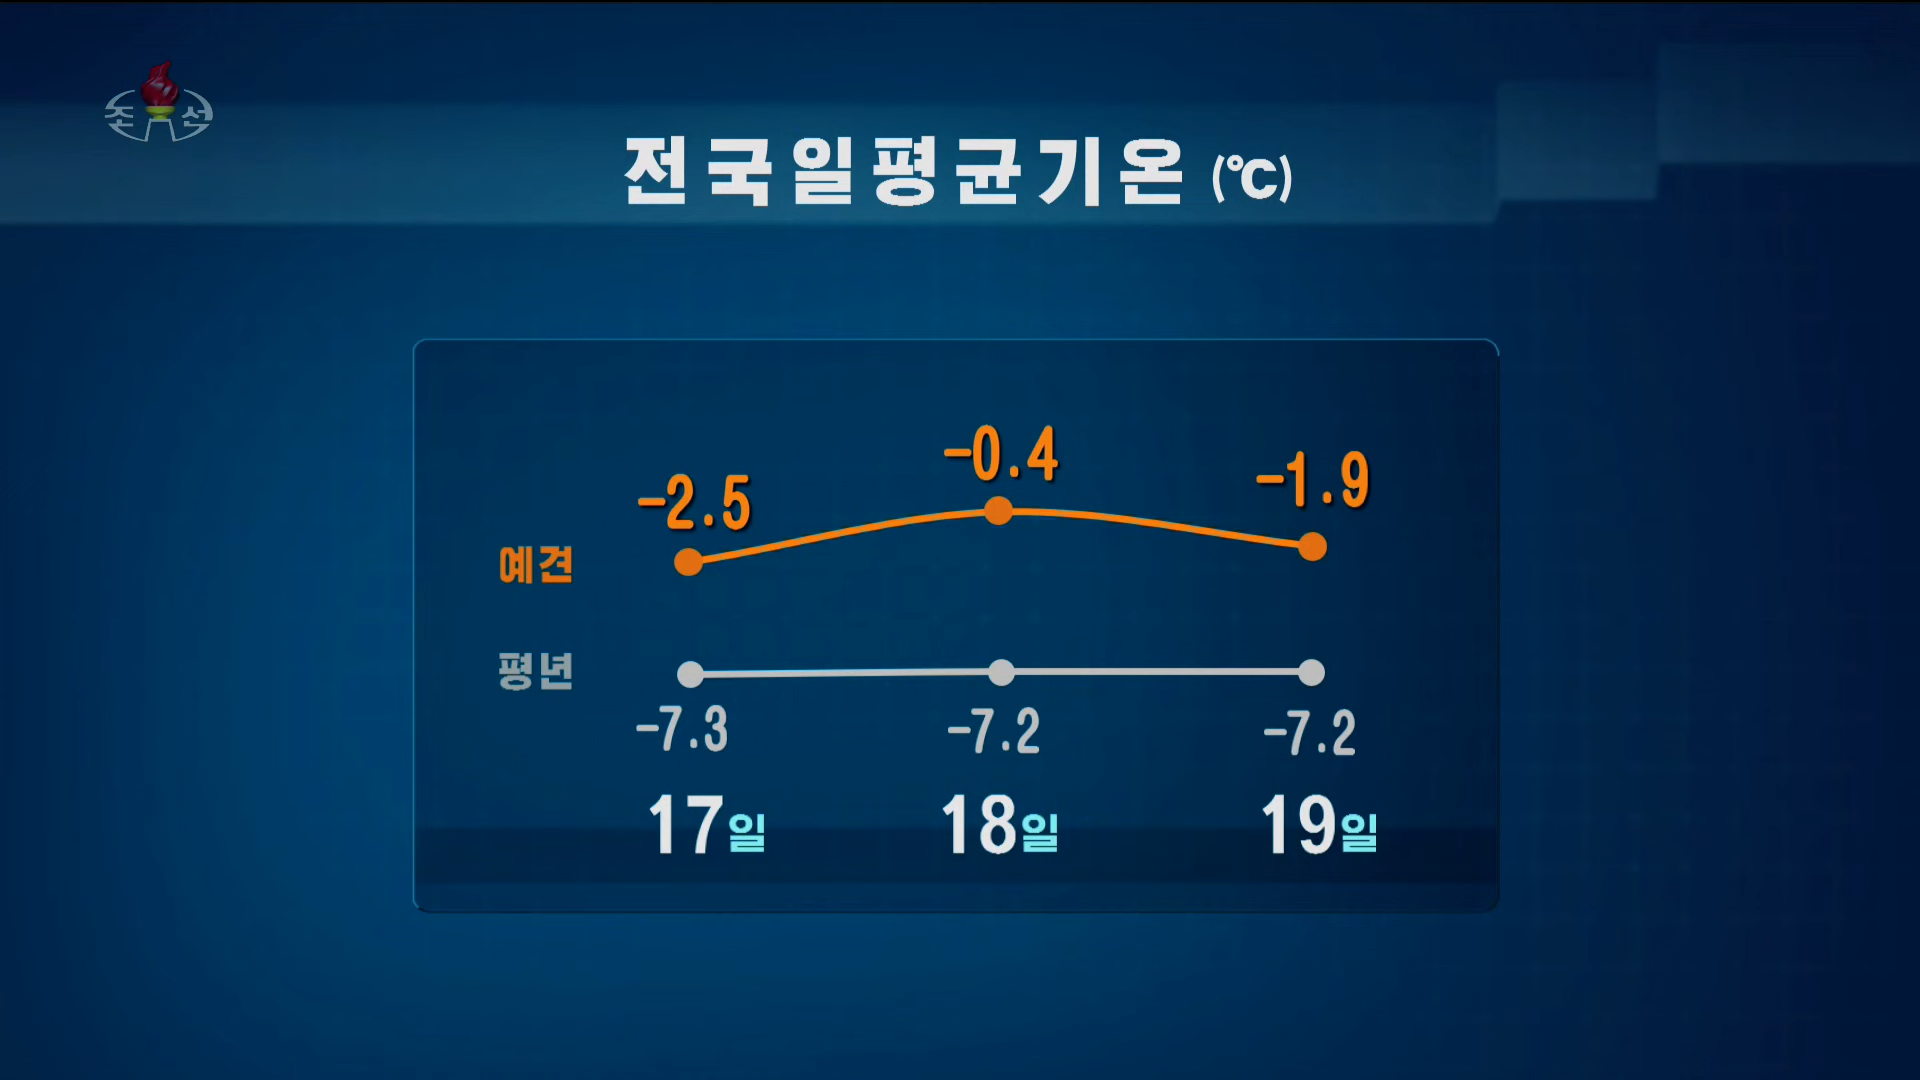 조선
전국일평균기온 (℃)
-2.5 -0.4 -1.9
예견
평년
-7.3 -7.2 -7.2
17일 18일 19일